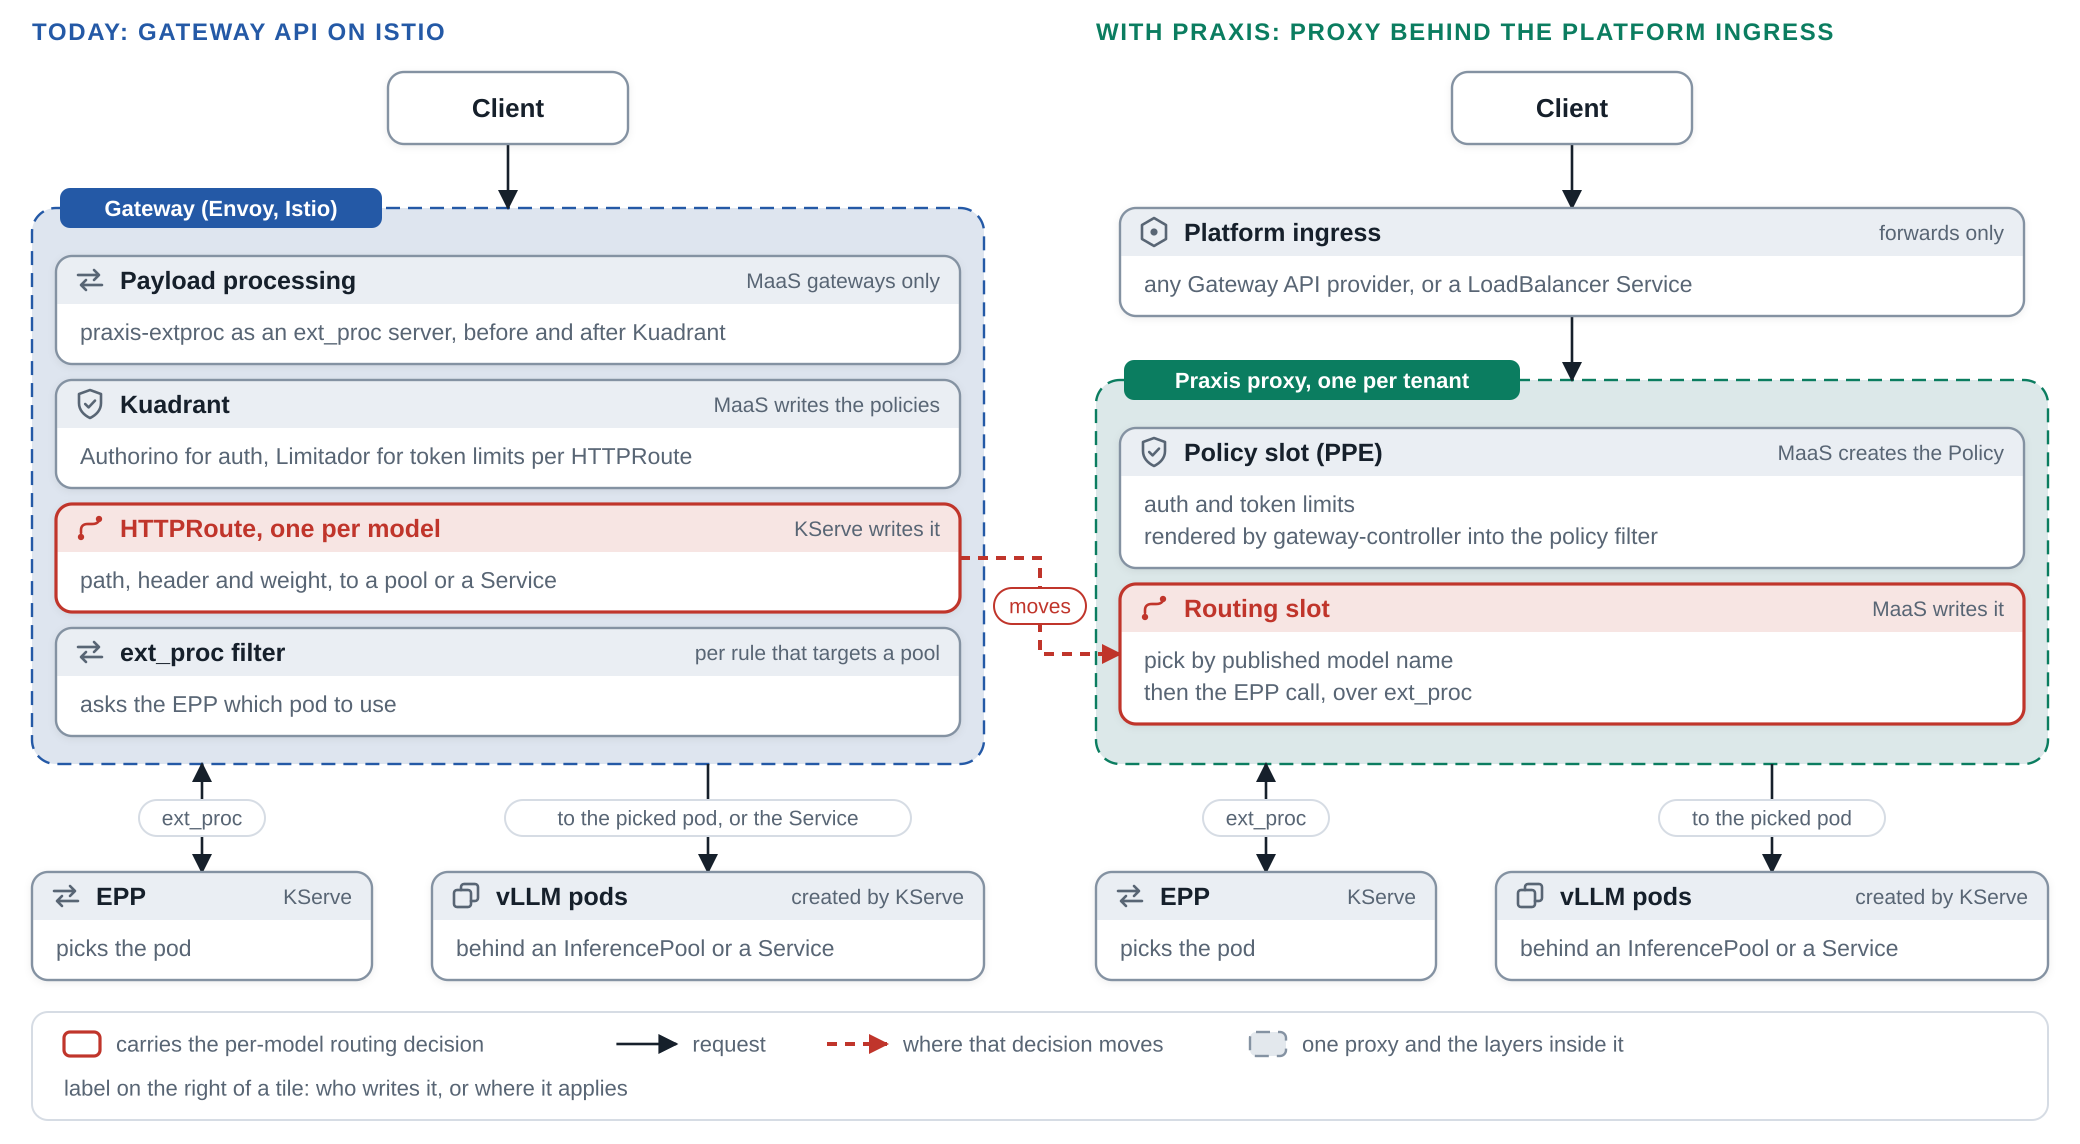 TODAY: GATEWAY API ON ISTIO
Client
Gateway (Envoy, Istio)
Payload processing
MaaS gateways only
praxis-extproc as an ext_proc server, before and after Kuadrant
Kuadrant
MaaS writes the policies
Authorino for auth, Limitador for token limits per HTTPRoute
HTTPRoute, one per model
KServe writes it
path, header and weight, to a pool or a Service
ext_proc filter
per rule that targets a pool
asks the EPP which pod to use
ext_proc
to the picked pod, or the Service
EPP
KServe
picks the pod
vLLM pods
created by KServe
behind an InferencePool or a Service
moves
WITH PRAXIS: PROXY BEHIND THE PLATFORM INGRESS
Client
Platform ingress
forwards only
any Gateway API provider, or a LoadBalancer Service
Praxis proxy, one per tenant
Policy slot (PPE)
MaaS creates the Policy
auth and token limits
rendered by gateway-controller into the policy filter
Routing slot
MaaS writes it
pick by published model name
then the EPP call, over ext_proc
ext_proc
to the picked pod
EPP
KServe
picks the pod
vLLM pods
created by KServe
behind an InferencePool or a Service
carries the per-model routing decision
request
where that decision moves
one proxy and the layers inside it
label on the right of a tile: who writes it, or where it applies